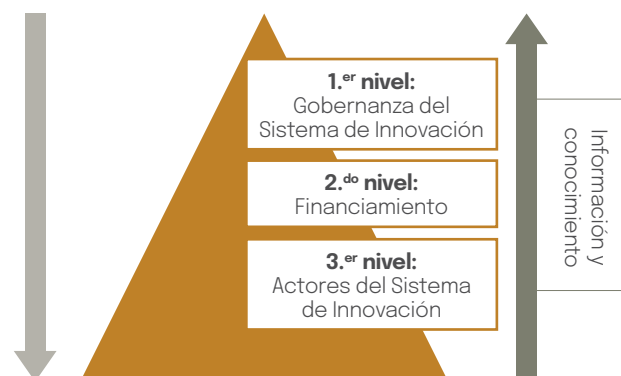 1.er nivel:
Gobernanza del
Sistema de Innovación
2.do nivel:
Financiamiento
3.er nivel:
Actores del Sistema
de Innovación
Información y
conocimiento